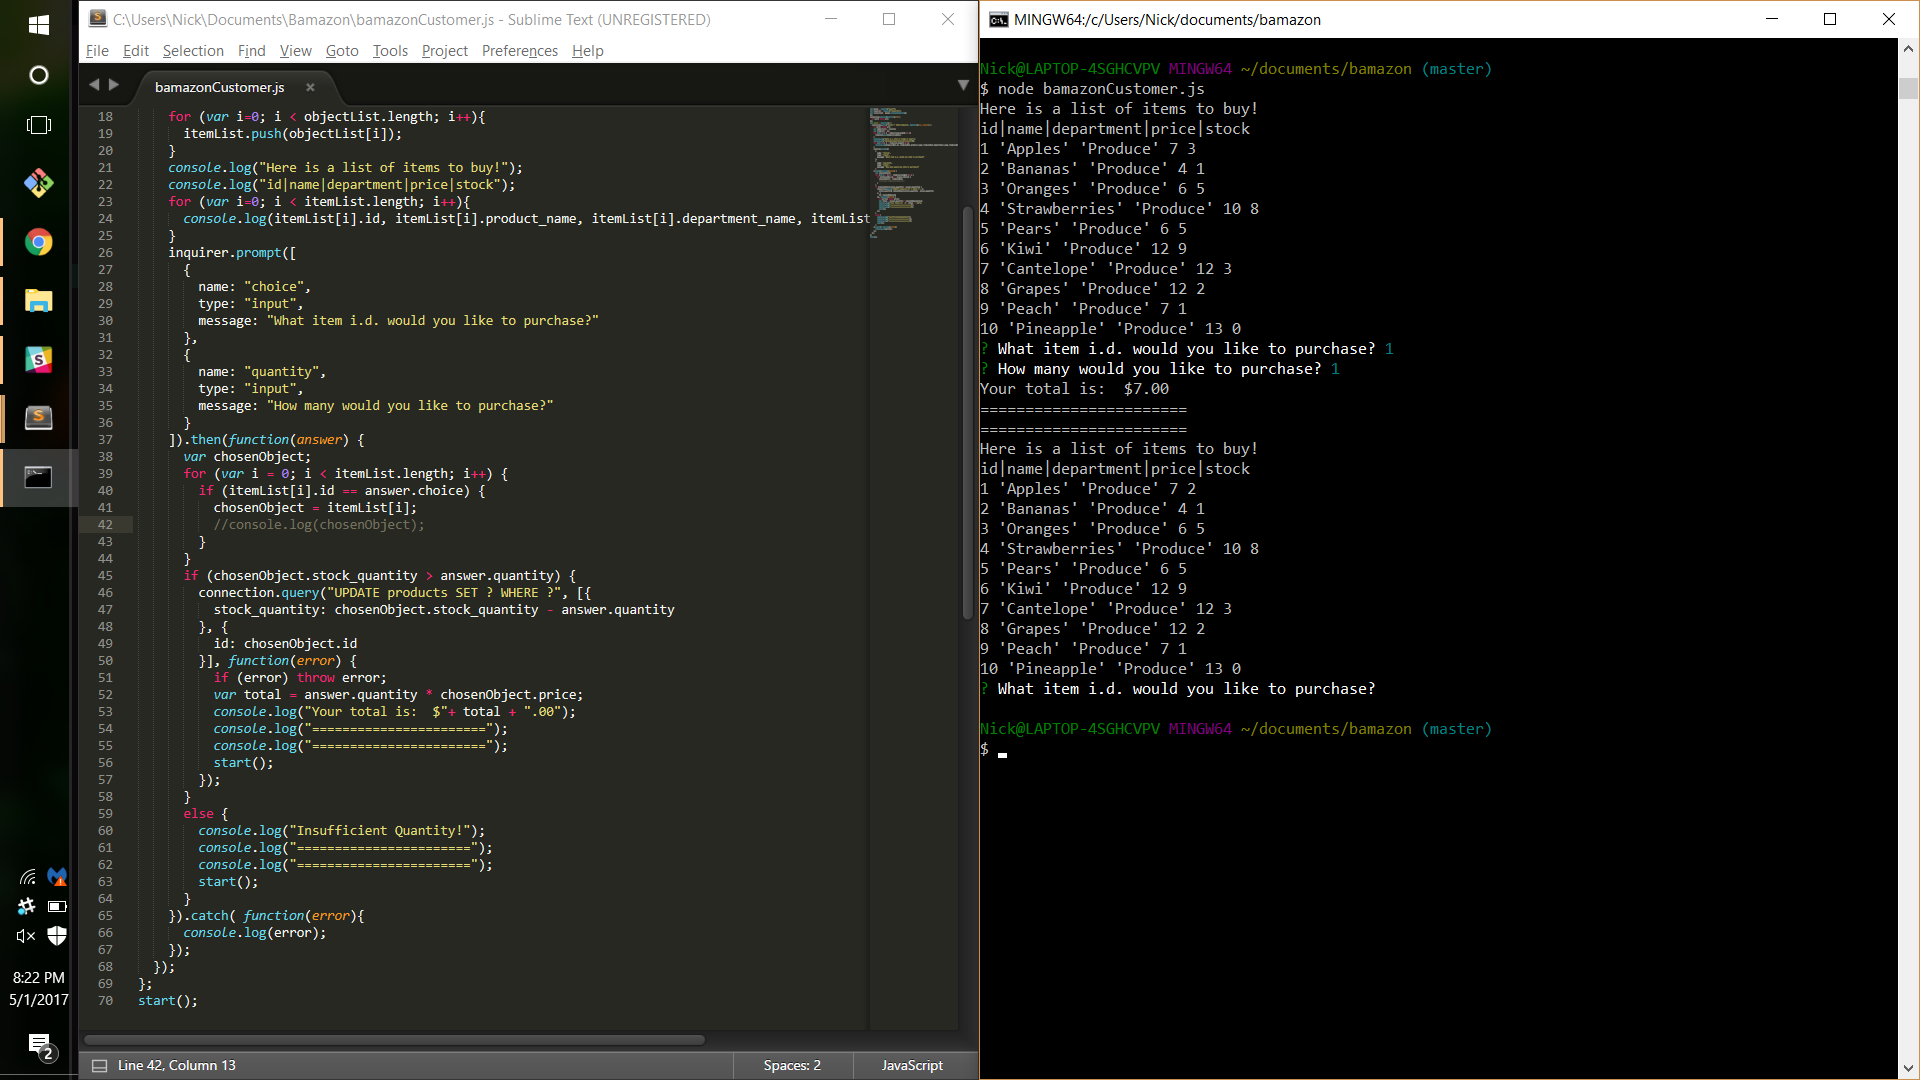 C:\Users\Nick\Documents\Bamazon\bamazonCustomer.js - Sublime Text (UNREGISTERED)
File Edit Selection Find View Goto Tools Project Preferences Help
bamazonCustomer.js
18 for (var i=0; i < objectList.length; i++){
19 itemList.push(objectList[i]);
20 }
21 console.log("Here is a list of items to buy!");
22 console.log("id|name|department|price|stock");
23 for (var i=0; i < itemList.length; i++){
24 console.log(itemList[i].id, itemList[i].product_name, itemList[i].department_name, itemList
25 }
26 inquirer.prompt([
27 {
28 name: "choice",
29 type: "input",
30 message: "What item i.d. would you like to purchase?"
31 },
32 {
33 name: "quantity",
34 type: "input",
35 message: "How many would you like to purchase?"
36 }
37 ]).then(function(answer) {
38 var chosenObject;
39 for (var i = 0; i < itemList.length; i++) {
40 if (itemList[i].id == answer.choice) {
41 chosenObject = itemList[i];
42 //console.log(chosenObject);
43 }
44 }
45 if (chosenObject.stock_quantity > answer.quantity) {
46 connection.query("UPDATE products SET ? WHERE ?", [{
47 stock_quantity: chosenObject.stock_quantity - answer.quantity
48 }, {
49 id: chosenObject.id
50 }], function(error) {
51 if (error) throw error;
52 var total = answer.quantity * chosenObject.price;
53 console.log("Your total is:  $"+ total + ".00");
54 console.log("=======================");
55 console.log("=======================");
56 start();
57 });
58 }
59 else {
60 console.log("Insufficient Quantity!");
61 console.log("=======================");
62 console.log("=======================");
63 start();
64 }
65 }).catch( function(error){
66 console.log(error);
67 });
68 });
69 };
70 start();
Line 42, Column 13 Spaces: 2 JavaScript
8:22 PM
5/1/2017
2
MINGW64:/c/Users/Nick/documents/bamazon
Nick@LAPTOP-4SGHCVPV MINGW64 ~/documents/bamazon (master)
$ node bamazonCustomer.js
Here is a list of items to buy!
id|name|department|price|stock
1 'Apples' 'Produce' 7 3
2 'Bananas' 'Produce' 4 1
3 'Oranges' 'Produce' 6 5
4 'Strawberries' 'Produce' 10 8
5 'Pears' 'Produce' 6 5
6 'Kiwi' 'Produce' 12 9
7 'Cantelope' 'Produce' 12 3
8 'Grapes' 'Produce' 12 2
9 'Peach' 'Produce' 7 1
10 'Pineapple' 'Produce' 13 0
? What item i.d. would you like to purchase? 1
? How many would you like to purchase? 1
Your total is:  $7.00
=======================
=======================
Here is a list of items to buy!
id|name|department|price|stock
1 'Apples' 'Produce' 7 2
2 'Bananas' 'Produce' 4 1
3 'Oranges' 'Produce' 6 5
4 'Strawberries' 'Produce' 10 8
5 'Pears' 'Produce' 6 5
6 'Kiwi' 'Produce' 12 9
7 'Cantelope' 'Produce' 12 3
8 'Grapes' 'Produce' 12 2
9 'Peach' 'Produce' 7 1
10 'Pineapple' 'Produce' 13 0
? What item i.d. would you like to purchase?
Nick@LAPTOP-4SGHCVPV MINGW64 ~/documents/bamazon (master)
$